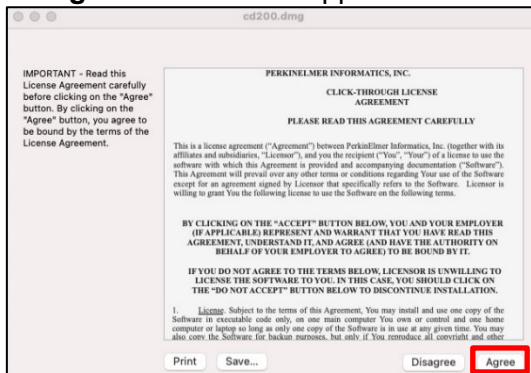 cd200.dmg
IMPORTANT - Read this
License Agreement carefully
before clicking on the "Agree"
button. By clicking on the
"Agree" button, you agree to
be bound by the terms of the
License Agreement.
PERKINELMER INFORMATICS, INC.
CLICK-THROUGH LICENSE
AGREEMENT
PLEASE READ THIS AGREEMENT CAREFULLY
This is a license agreement ("Agreement") between PerkinElmer Informatics, Inc. (together with its
affiliates and subsidiaries, "Licensor"), and you the recipient ("You", "Your") of a license to use the
software with which this Agreement is provided and accompanying documentation ("Software").
This Agreement will prevail over any other terms or conditions regarding Your use of the Software
except for an agreement signed by Licensor that specifically refers to the Software. Licensor is
willing to grant You the following license to use the Software on the following terms.
BY CLICKING ON THE "ACCEPT" BUTTON BELOW, YOU AND YOUR EMPLOYER
(IF APPLICABLE) REPRESENT AND WARRANT THAT YOU HAVE READ THIS
AGREEMENT, UNDERSTAND IT, AND AGREE (AND HAVE THE AUTHORITY ON
BEHALF OF YOUR EMPLOYER TO AGREE) TO BE BOUND BY IT.
IF YOU DO NOT AGREE TO THE TERMS BELOW, LICENSOR IS UNWILLING TO
LICENSE THE SOFTWARE TO YOU. IN THIS CASE, YOU SHOULD CLICK ON
THE "DO NOT ACCEPT" BUTTON BELOW TO DISCONTINUE INSTALLATION.
1. License. Subject to the terms of this Agreement, You may install and use one copy of the
Software in executable code only, on one main computer You own or control and one home
computer or laptop so long as only one copy of the Software is in use at any given time. You may
also copy the Software for backup purposes, but only if You reproduce all copyright and other
Print Save... Disagree Agree